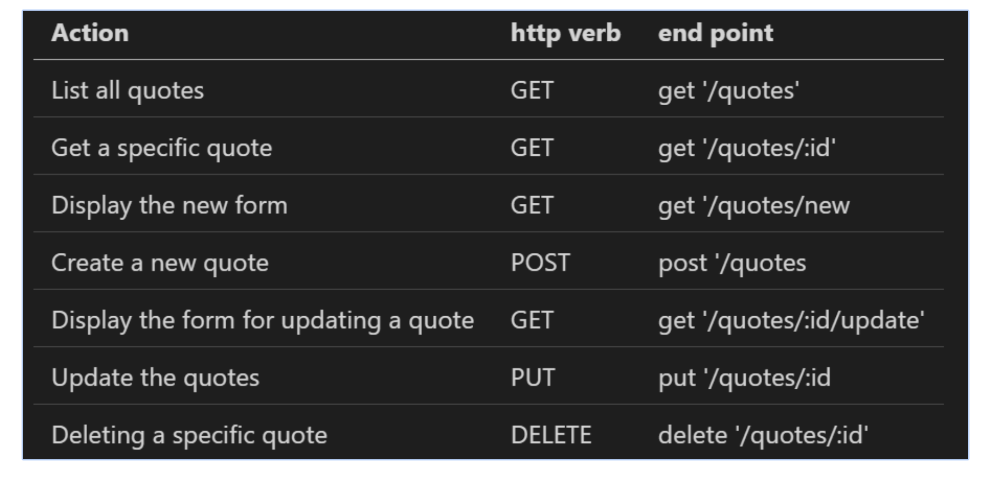 Action http verb end point
List all quotes GET get '/quotes'
Get a specific quote GET get '/quotes/:id'
Display the new form GET get '/quotes/new
Create a new quote POST post '/quotes
Display the form for updating a quote GET get '/quotes/:id/update'
Update the quotes PUT put '/quotes/:id
Deleting a specific quote DELETE delete '/quotes/:id'